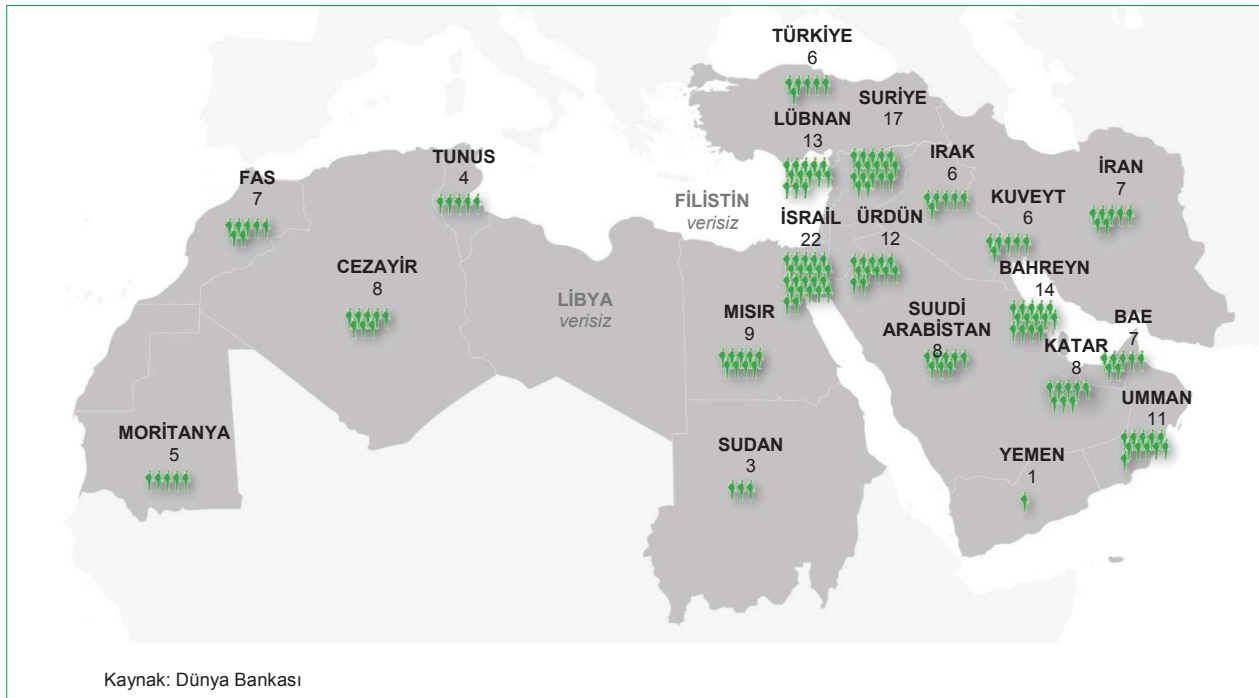 TÜRKİYE
6
SURİYE
17
LÜBNAN
13
TUNUS
4
FAS
7
IRAK
6
İRAN
7
FİLİSTİN
verisiz
KUVEYT
6
İSRAİL
22
ÜRDÜN
12
CEZAYİR
8
BAHREYN
14
LİBYA
verisiz
MISIR
9
SUUDİ
ARABİSTAN
8
BAE
7
KATAR
8
UMMAN
11
MORİTANYA
5
SUDAN
3
YEMEN
1
Kaynak: Dünya Bankası